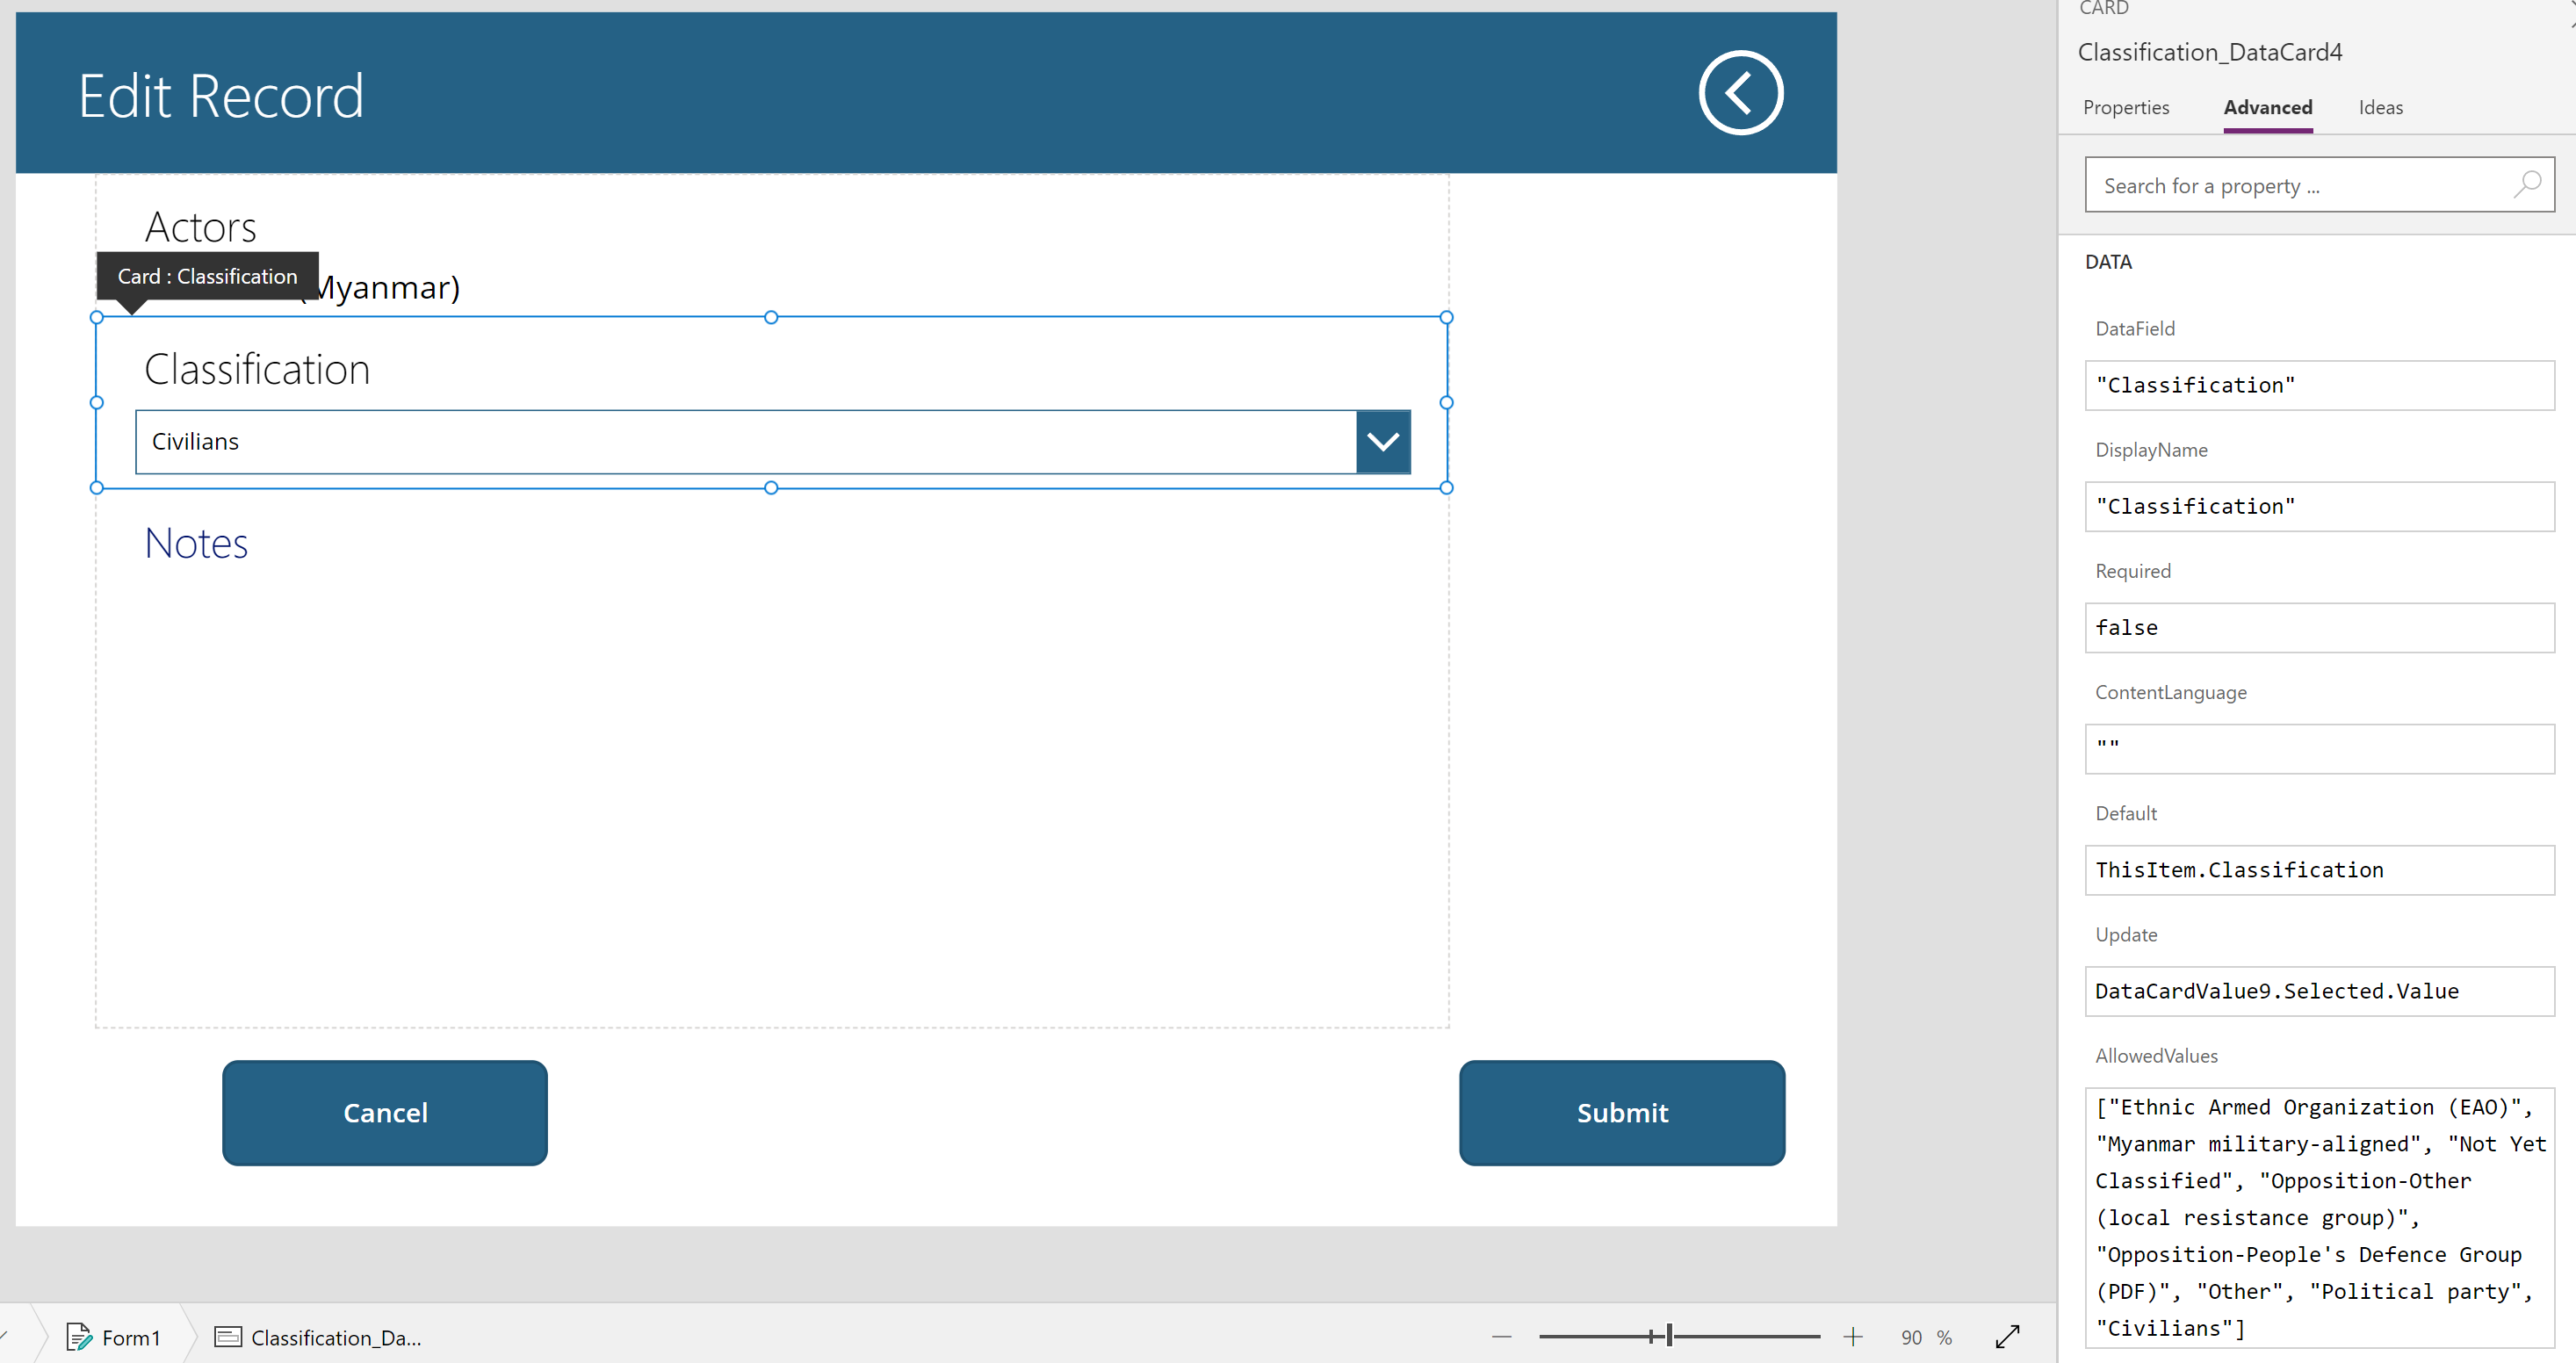 Edit Record
Actors
Card : Classification
(Myanmar)
Classification
Civilians
Notes
Cancel
Submit
Form1
Classification_Da...
90 %
CARD
Classification_DataCard4
Properties
Advanced
Ideas
Search for a property ...
DATA
DataField
"Classification"
DisplayName
"Classification"
Required
false
ContentLanguage
""
Default
ThisItem.Classification
Update
DataCardValue9.Selected.Value
AllowedValues
["Ethnic Armed Organization (EAO)",
"Myanmar military-aligned", "Not Yet
Classified", "Opposition-Other
(local resistance group)",
"Opposition-People's Defence Group
(PDF)", "Other", "Political party",
"Civilians"]